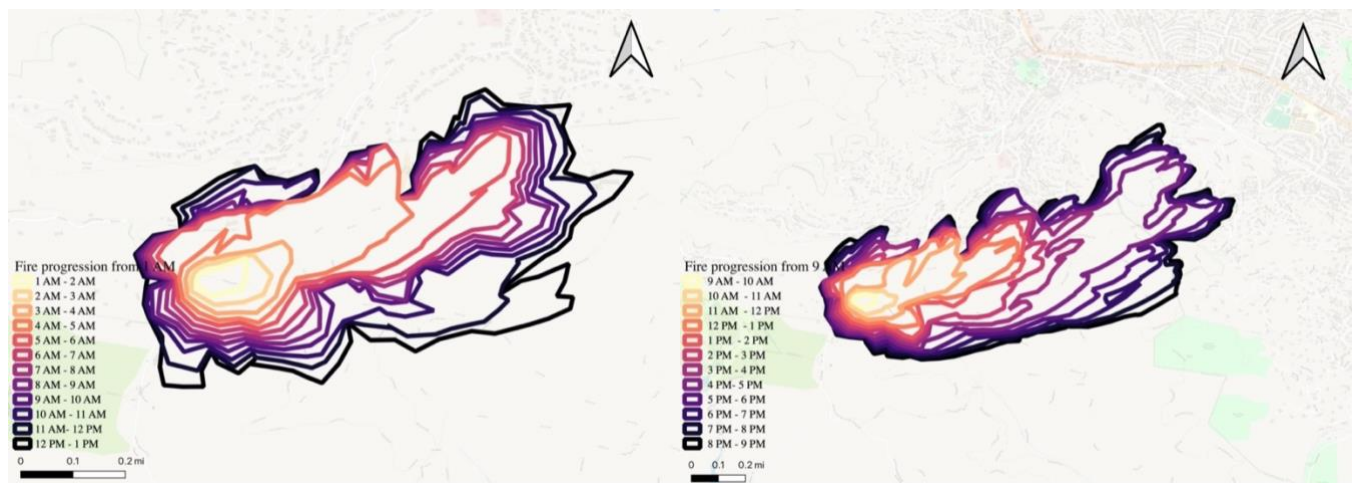 Fire progression from 1 AM
1 AM - 2 AM
2 AM - 3 AM
3 AM - 4 AM
4 AM - 5 AM
5 AM - 6 AM
6 AM - 7 AM
7 AM - 8 AM
8 AM - 9 AM
9 AM - 10 AM
10 AM - 11 AM
11 AM- 12 PM
12 PM - 1 PM
0 0.1 0.2 mi
Fire progression from 9
9 AM - 10 AM
10 AM - 11 AM
11 AM - 12 PM
12 PM - 1 PM
1 PM - 2 PM
2 PM - 3 PM
3 PM - 4 PM
4 PM- 5 PM
5 PM - 6 PM
6 PM - 7 PM
7 PM - 8 PM
8 PM - 9 PM
0 0.1 0.2 mi